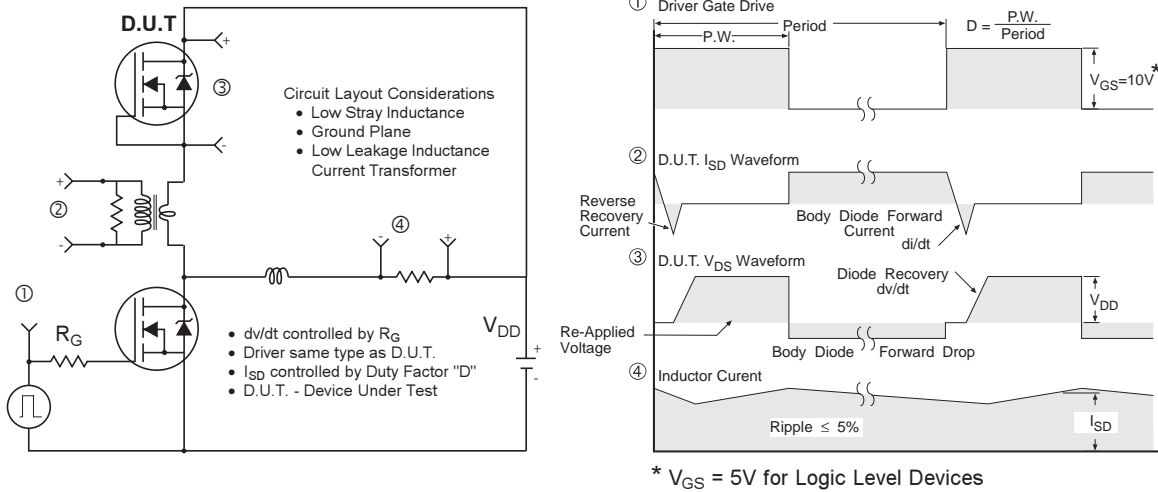 D.U.T
+
③
-
Circuit Layout Considerations
• Low Stray Inductance
• Ground Plane
• Low Leakage Inductance
Current Transformer
+
②
-
④
-
+
①
RG
• dv/dt controlled by RG
• Driver same type as D.U.T.
• ISD controlled by Duty Factor "D"
• D.U.T. - Device Under Test
VDD
+
-
① Driver Gate Drive
Period
P.W.
D = P.W.
Period
VGS=10V*
② D.U.T. ISD Waveform
Reverse
Recovery
Current
Body Diode Forward
Current
di/dt
③ D.U.T. VDS Waveform
Diode Recovery
dv/dt
VDD
Re-Applied
Voltage
Body Diode Forward Drop
④ Inductor Curent
Ripple ≤ 5%
ISD
* VGS = 5V for Logic Level Devices